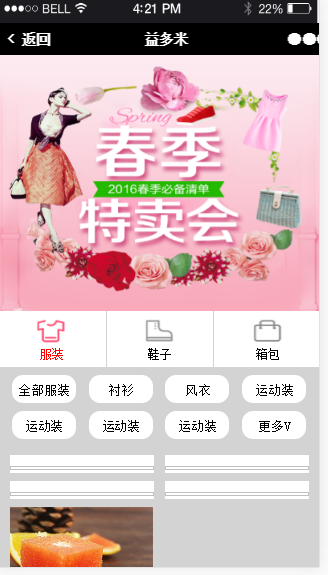 BELL 4:21 PM 22%
< 返回 益多米
Spring
春季
2016春季必备清单
特卖会
服装 鞋子 箱包
全部服装 衬衫 风衣 运动装
运动装 运动装 运动装 更多V